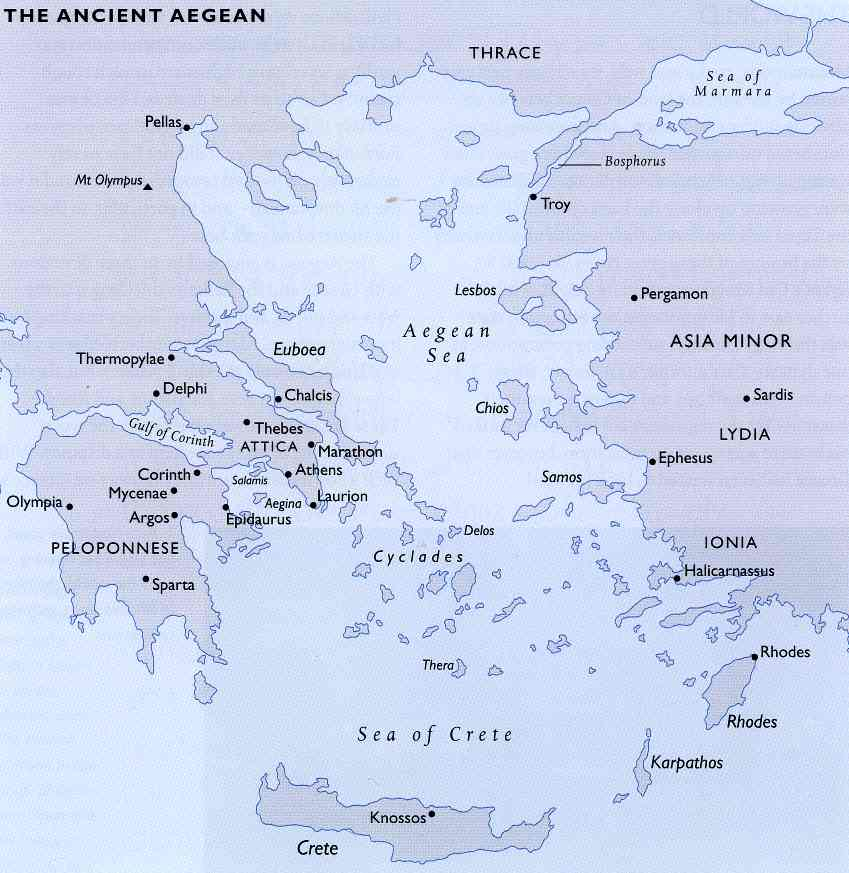 THE ANCIENT AEGEAN
THRACE
Sea of
Marmara
Pellas
Bosphorus
Mt Olympus
Troy
Lesbos
Pergamon
Aegean
Sea
ASIA MINOR
Euboea
Thermopylae
Delphi
Chalcis
Sardis
Chios
Gulf of Corinth
Thebes
LYDIA
ATTICA
Marathon
Ephesus
Athens
Corinth
Salamis
Samos
Mycenae
Laurion
Olympia
Aegina
Argos
Epidaurus
Delos
PELOPONNESE
Cyclades
IONIA
Halicarnassus
Sparta
Rhodes
Thera
Rhodes
Sea of Crete
Karpathos
Knossos
Crete